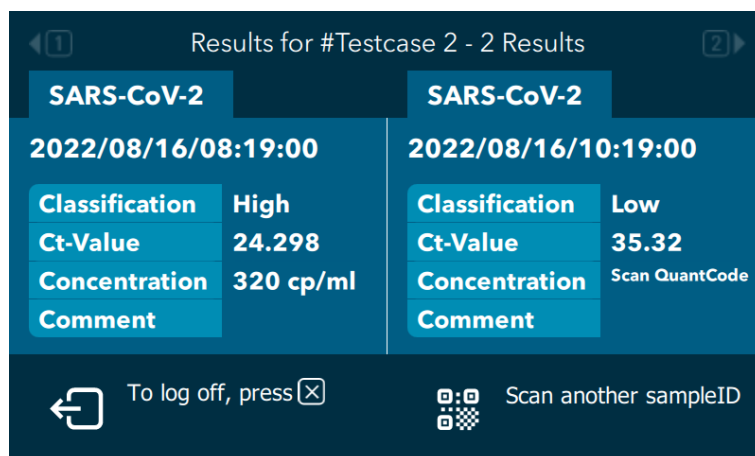 1 Results for #Testcase 2 - 2 Results 2
SARS-CoV-2
2022/08/16/08:19:00
Classification High
Ct-Value 24.298
Concentration 320 cp/ml
Comment
SARS-CoV-2
2022/08/16/10:19:00
Classification Low
Ct-Value 35.32
Concentration Scan QuantCode
Comment
To log off, press X
Scan another sampleID